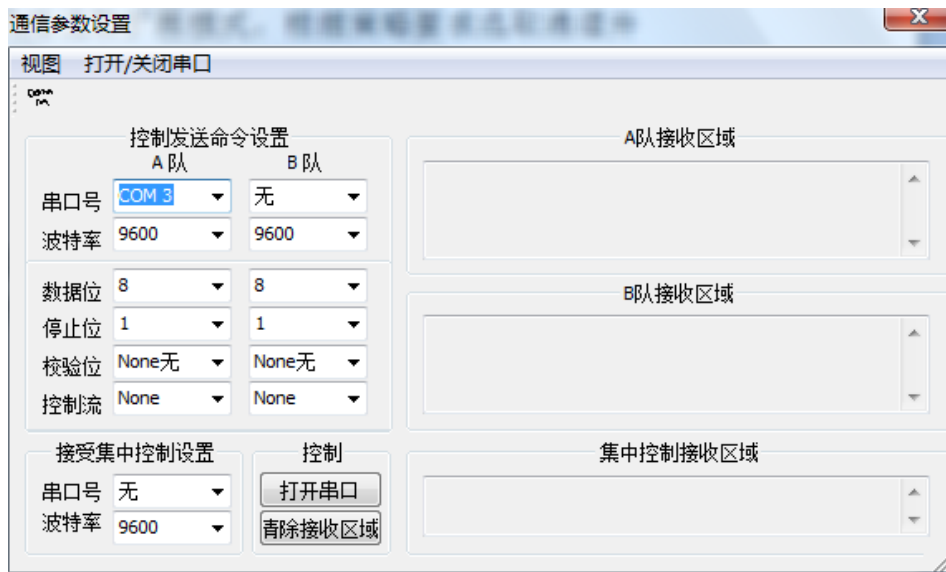 通信参数设置
视图 打开/关闭串口
控制发送命令设置
A 队 B 队
串口号 COM 3 无
波特率 9600 9600
数据位 8 8
停止位 1 1
校验位 None无 None无
控制流 None None
接受集中控制设置
串口号 无
波特率 9600
控制
打开串口
青除接收区域
A队接收区域
B队接收区域
集中控制接收区域